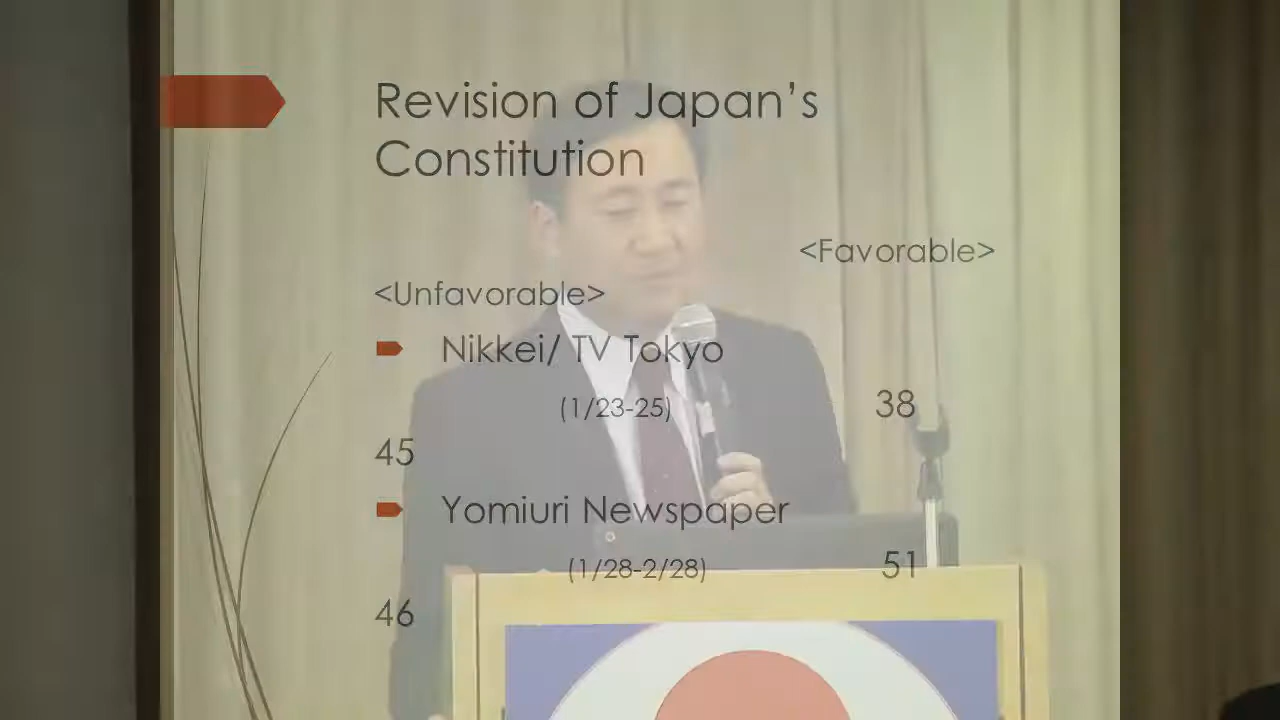 Revision of Japan's
Constitution
<Favorable>
<Unfavorable>
Nikkei/ TV Tokyo
(1/23-25) 38
45
Yomiuri Newspaper
(1/28-2/28) 51
46